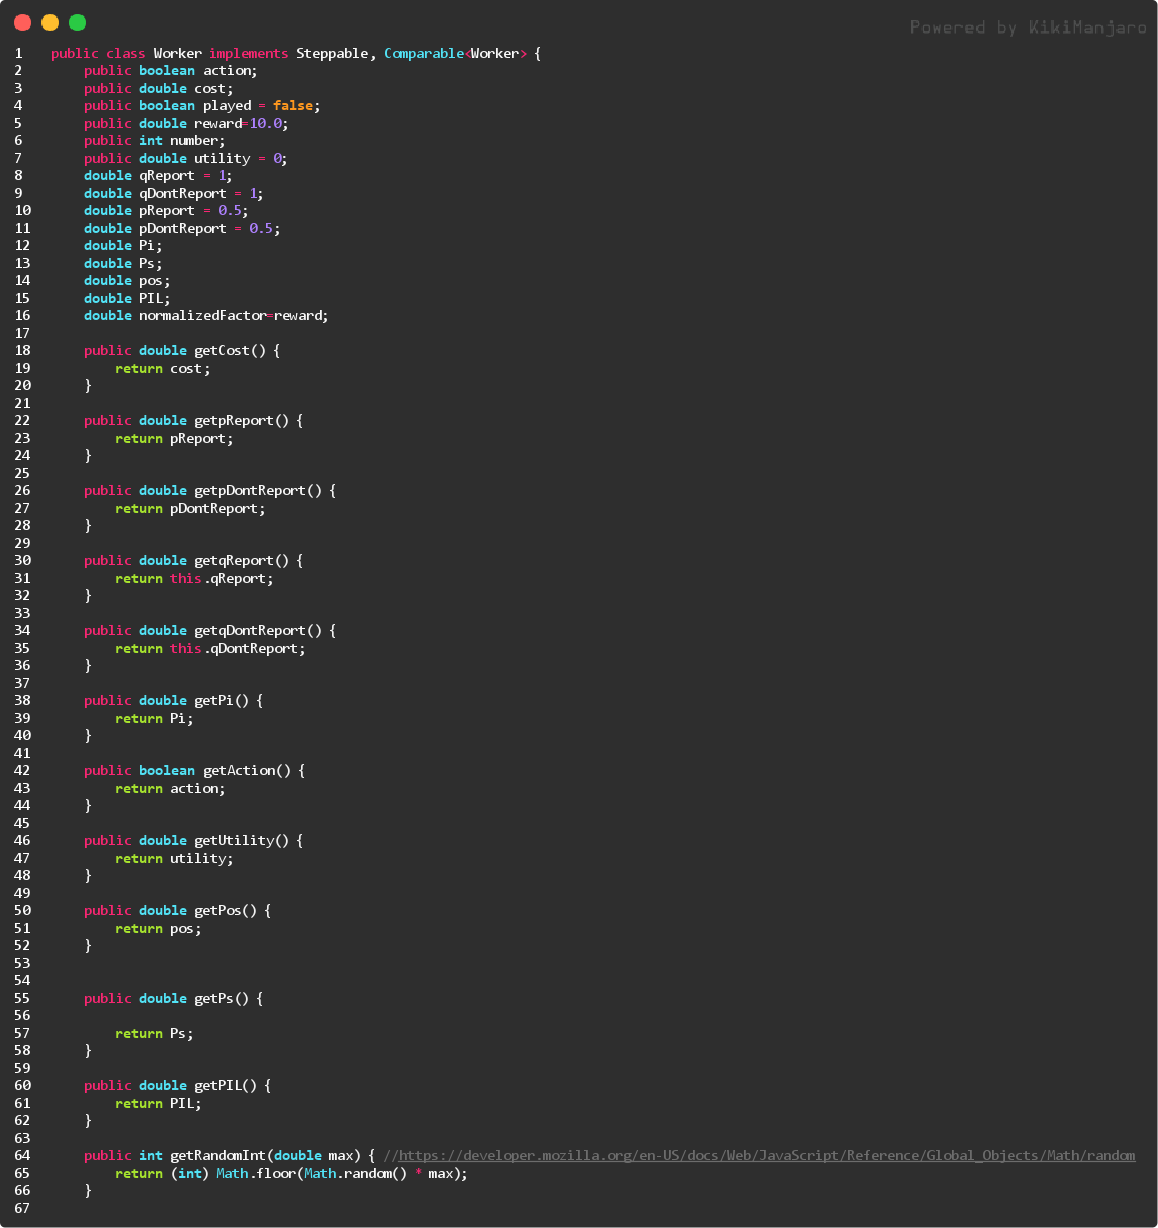 Powered by KikiManjaro
1 public class Worker implements Steppable, Comparable<Worker> {
2     public boolean action;
3     public double cost;
4     public boolean played = false;
5     public double reward=10.0;
6     public int number;
7     public double utility = 0;
8     double qReport = 1;
9     double qDontReport = 1;
10     double pReport = 0.5;
11     double pDontReport = 0.5;
12     double Pi;
13     double Ps;
14     double pos;
15     double PIL;
16     double normalizedFactor=reward;
17
18     public double getCost() {
19         return cost;
20     }
21
22     public double getpReport() {
23         return pReport;
24     }
25
26     public double getpDontReport() {
27         return pDontReport;
28     }
29
30     public double getqReport() {
31         return this.qReport;
32     }
33
34     public double getqDontReport() {
35         return this.qDontReport;
36     }
37
38     public double getPi() {
39         return Pi;
40     }
41
42     public boolean getAction() {
43         return action;
44     }
45
46     public double getUtility() {
47         return utility;
48     }
49
50     public double getPos() {
51         return pos;
52     }
53
54
55     public double getPs() {
56
57         return Ps;
58     }
59
60     public double getPIL() {
61         return PIL;
62     }
63
64     public int getRandomInt(double max) { //https://developer.mozilla.org/en-US/docs/Web/JavaScript/Reference/Global_Objects/Math/random
65         return (int) Math.floor(Math.random() * max);
66     }
67